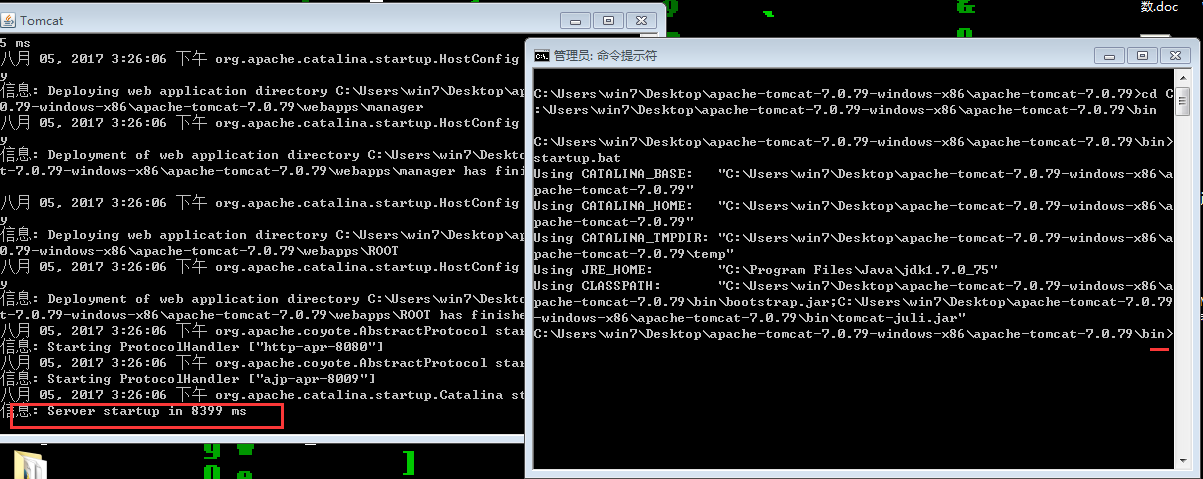 Tomcat
5 ms
八月 05, 2017 3:26:06 下午 org.apache.catalina.startup.HostConfig
y
信息: Deploying web application directory C:\Users\win7\Desktop\ap
0.79-windows-x86\apache-tomcat-7.0.79\webapps\manager
八月 05, 2017 3:26:06 下午 org.apache.catalina.startup.HostConfig
y
信息: Deployment of web application directory C:\Users\win7\Deskto
t-7.0.79-windows-x86\apache-tomcat-7.0.79\webapps\manager has fini
八月 05, 2017 3:26:06 下午 org.apache.catalina.startup.HostConfig
y
信息: Deploying web application directory C:\Users\win7\Desktop\ap
0.79-windows-x86\apache-tomcat-7.0.79\webapps\ROOT
八月 05, 2017 3:26:06 下午 org.apache.catalina.startup.HostConfig
y
信息: Deployment of web application directory C:\Users\win7\Deskto
t-7.0.79-windows-x86\apache-tomcat-7.0.79\webapps\ROOT has finishe
八月 05, 2017 3:26:06 下午 org.apache.coyote.AbstractProtocol star
信息: Starting ProtocolHandler ["http-apr-8080"]
八月 05, 2017 3:26:06 下午 org.apache.coyote.AbstractProtocol star
信息: Starting ProtocolHandler ["ajp-apr-8009"]
八月 05, 2017 3:26:06 下午 org.apache.catalina.startup.Catalina st
信息: Server startup in 8399 ms
数.doc
管理员: 命令提示符
C:\Users\win7\Desktop\apache-tomcat-7.0.79-windows-x86\apache-tomcat-7.0.79>cd C
:\Users\win7\Desktop\apache-tomcat-7.0.79-windows-x86\apache-tomcat-7.0.79\bin
C:\Users\win7\Desktop\apache-tomcat-7.0.79-windows-x86\apache-tomcat-7.0.79\bin>
startup.bat
Using CATALINA_BASE:   "C:\Users\win7\Desktop\apache-tomcat-7.0.79-windows-x86\a
pache-tomcat-7.0.79"
Using CATALINA_HOME:   "C:\Users\win7\Desktop\apache-tomcat-7.0.79-windows-x86\a
pache-tomcat-7.0.79"
Using CATALINA_TMPDIR: "C:\Users\win7\Desktop\apache-tomcat-7.0.79-windows-x86\a
pache-tomcat-7.0.79\temp"
Using JRE_HOME:        "C:\Program Files\Java\jdk1.7.0_75"
Using CLASSPATH:       "C:\Users\win7\Desktop\apache-tomcat-7.0.79-windows-x86\a
pache-tomcat-7.0.79\bin\bootstrap.jar;C:\Users\win7\Desktop\apache-tomcat-7.0.79
-windows-x86\apache-tomcat-7.0.79\bin\tomcat-juli.jar"
C:\Users\win7\Desktop\apache-tomcat-7.0.79-windows-x86\apache-tomcat-7.0.79\bin>